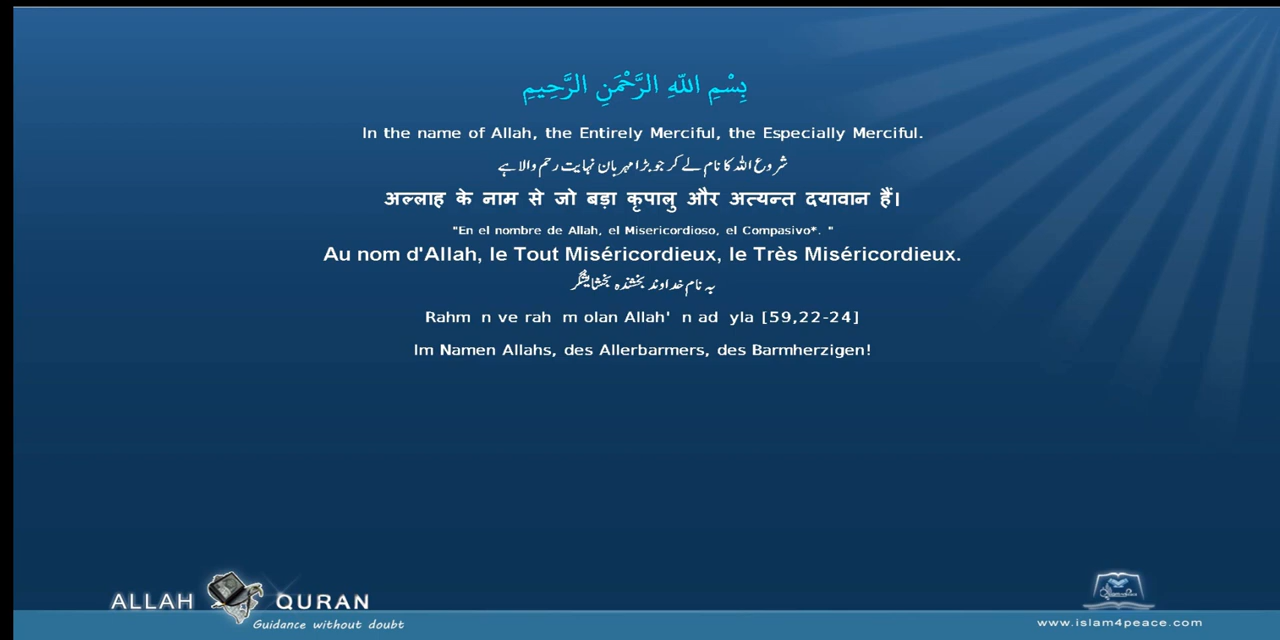 بِسْمِ اللَّهِ الرَّحْمَنِ الرَّحِيمِ
In the name of Allah, the Entirely Merciful, the Especially Merciful.
شروع الله کا نام لے کر جو بڑا مہربان نہایت رحم والا ہے
अल्लाह के नाम से जो बड़ा कृपालु और अत्यन्त दयावान हैं।
"En el nombre de Allah, el Misericordioso, el Compasivo*. "
Au nom d'Allah, le Tout Miséricordieux, le Très Miséricordieux.
به نام خداوند بخشنده بخشایشگر
Rahm n ve rah m olan Allah' n ad yla [59,22-24]
Im Namen Allahs, des Allerbarmers, des Barmherzigen!
ALLAH QURAN
Guidance without doubt
www.islam4peace.com